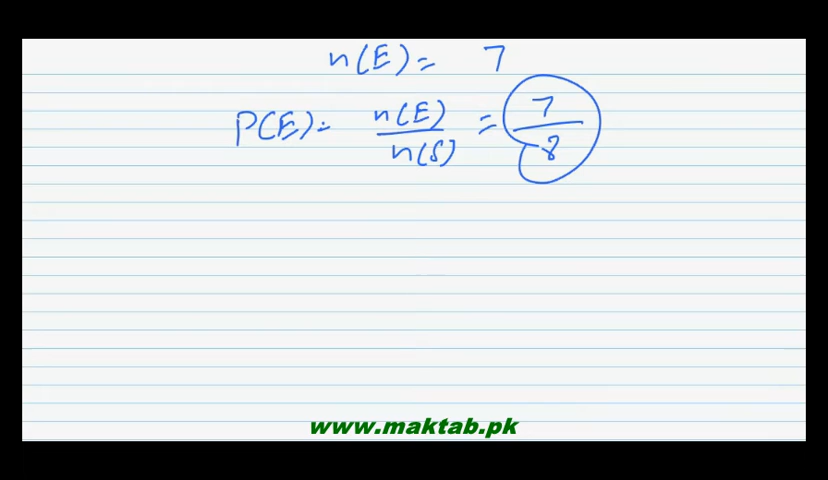 n(E) = 7
P(E) = n(E)/n(S) = 7/8
www.maktab.pk